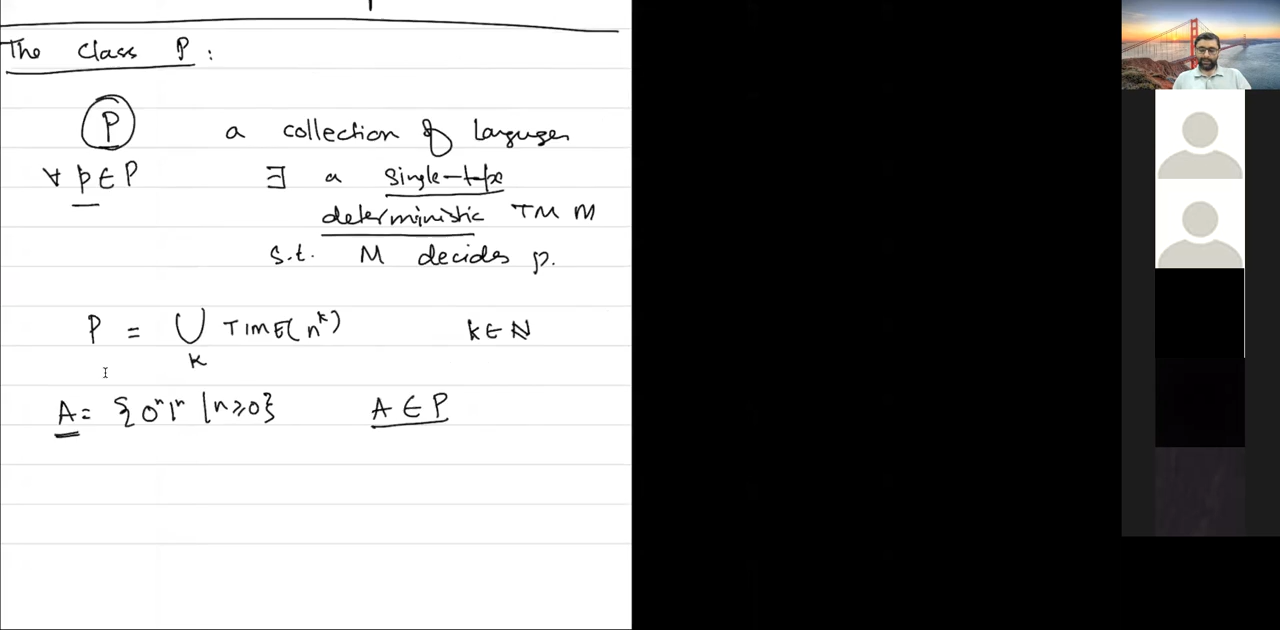 The Class P :
P a collection of languages
∀ p ∈ P ∃ a single-tape
deterministic TM M
s.t. M decides p.
P = ⋃ TIME(n^k) k ∈ ℕ
k
A = {0^n 1^n | n ≥ 0} A ∈ P